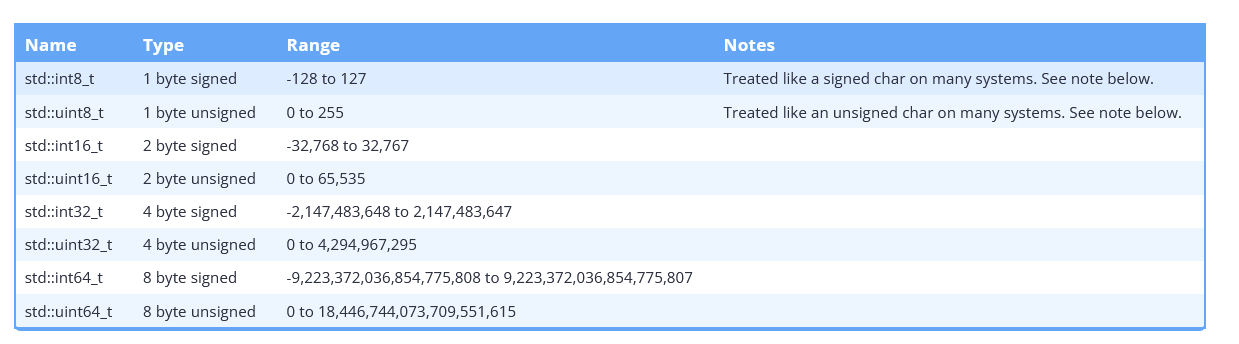 Name Type Range Notes
std::int8_t 1 byte signed -128 to 127 Treated like a signed char on many systems. See note below.
std::uint8_t 1 byte unsigned 0 to 255 Treated like an unsigned char on many systems. See note below.
std::int16_t 2 byte signed -32,768 to 32,767
std::uint16_t 2 byte unsigned 0 to 65,535
std::int32_t 4 byte signed -2,147,483,648 to 2,147,483,647
std::uint32_t 4 byte unsigned 0 to 4,294,967,295
std::int64_t 8 byte signed -9,223,372,036,854,775,808 to 9,223,372,036,854,775,807
std::uint64_t 8 byte unsigned 0 to 18,446,744,073,709,551,615